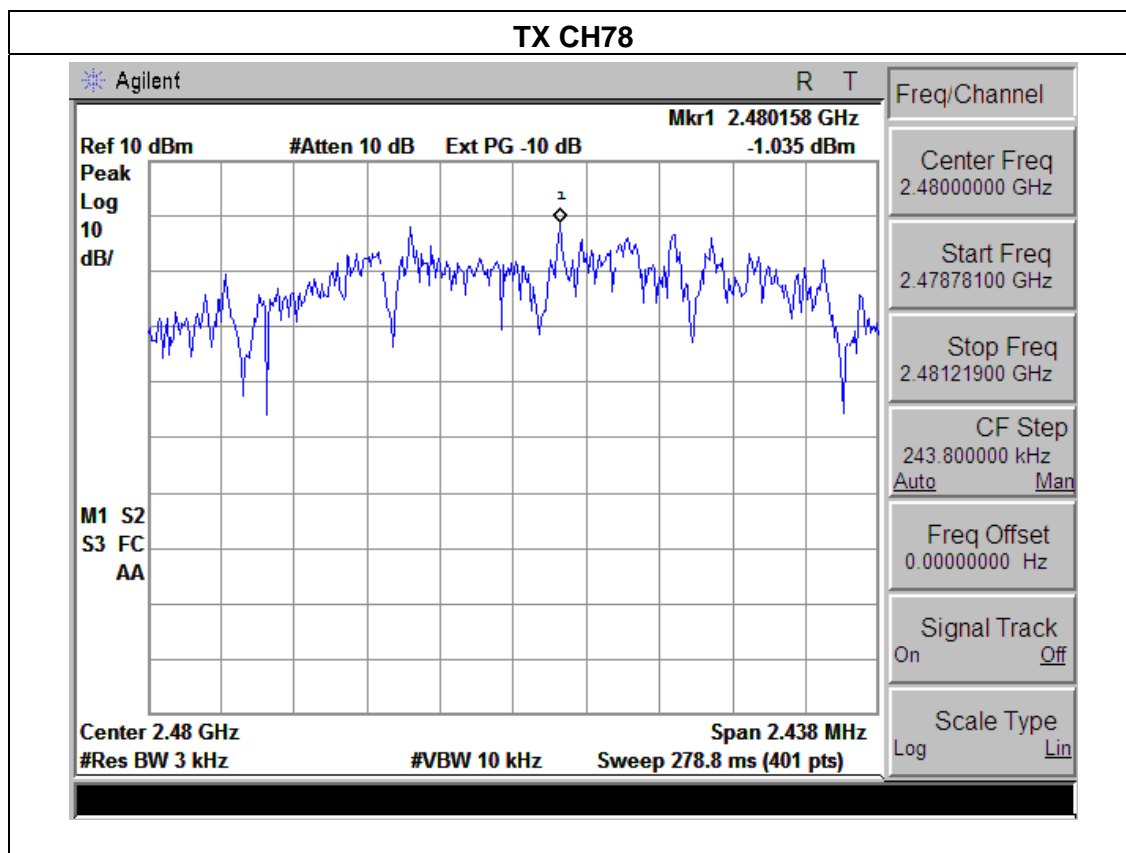 TX CH78
Agilent
R T
Mkr1 2.480158 GHz
Ref 10 dBm #Atten 10 dB Ext PG -10 dB -1.035 dBm
Peak
Log
10
dB/
1
M1 S2
S3 FC
AA
Center 2.48 GHz Span 2.438 MHz
#Res BW 3 kHz #VBW 10 kHz Sweep 278.8 ms (401 pts)
Freq/Channel
Center Freq
2.48000000 GHz
Start Freq
2.47878100 GHz
Stop Freq
2.48121900 GHz
CF Step
243.800000 kHz
Auto Man
Freq Offset
0.00000000 Hz
Signal Track
On Off
Scale Type
Log Lin